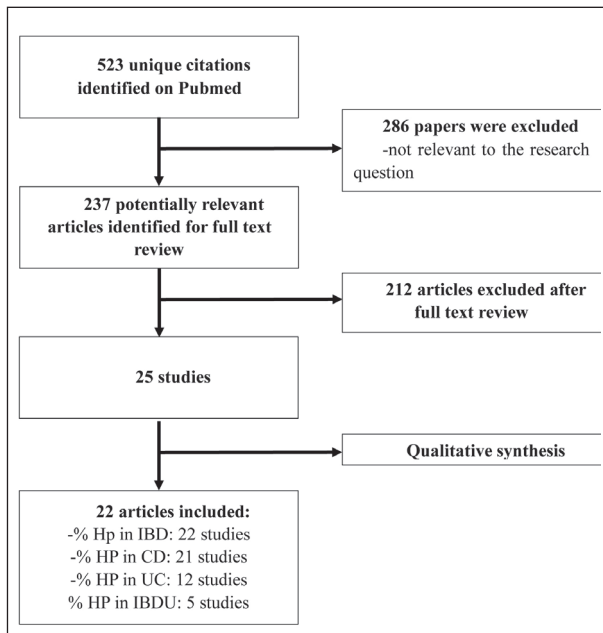 523 unique citations
identified on Pubmed
286 papers were excluded
-not relevant to the research
question
237 potentially relevant
articles identified for full text
review
212 articles excluded after
full text review
25 studies
Qualitative synthesis
22 articles included:
-% Hp in IBD: 22 studies
-% HP in CD: 21 studies
-% HP in UC: 12 studies
% HP in IBDU: 5 studies